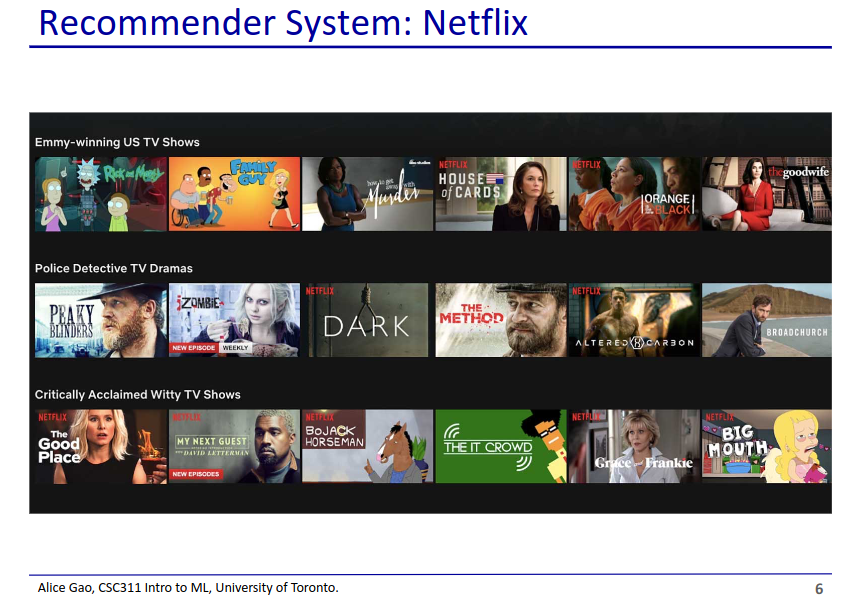 Recommender System: Netflix
Emmy-winning US TV Shows
Rick and Morty
FAMILY
GUY
how to get
away with
Murder
NETFLIX
HOUSE
of CARDS
NETFLIX
ORANGE
IS THE NEW
BLACK
thegoodwife
Police Detective TV Dramas
PEAKY
BLINDERS
iZOMBIE
NEW EPISODE WEEKLY
NETFLIX
DARK
THE
METHOD
NETFLIX
ALTERED CARBON
BROADCHURCH
Critically Acclaimed Witty TV Shows
NETFLIX
The
Good
Place
NETFLIX
MY NEXT GUEST
DAVID LETTERMAN
NEW EPISODES
NETFLIX
BOJACK
HORSEMAN
THE IT CROWD
NETFLIX
Grace and Frankie
NETFLIX
BIG
MOUTH
Alice Gao, CSC311 Intro to ML, University of Toronto.
6